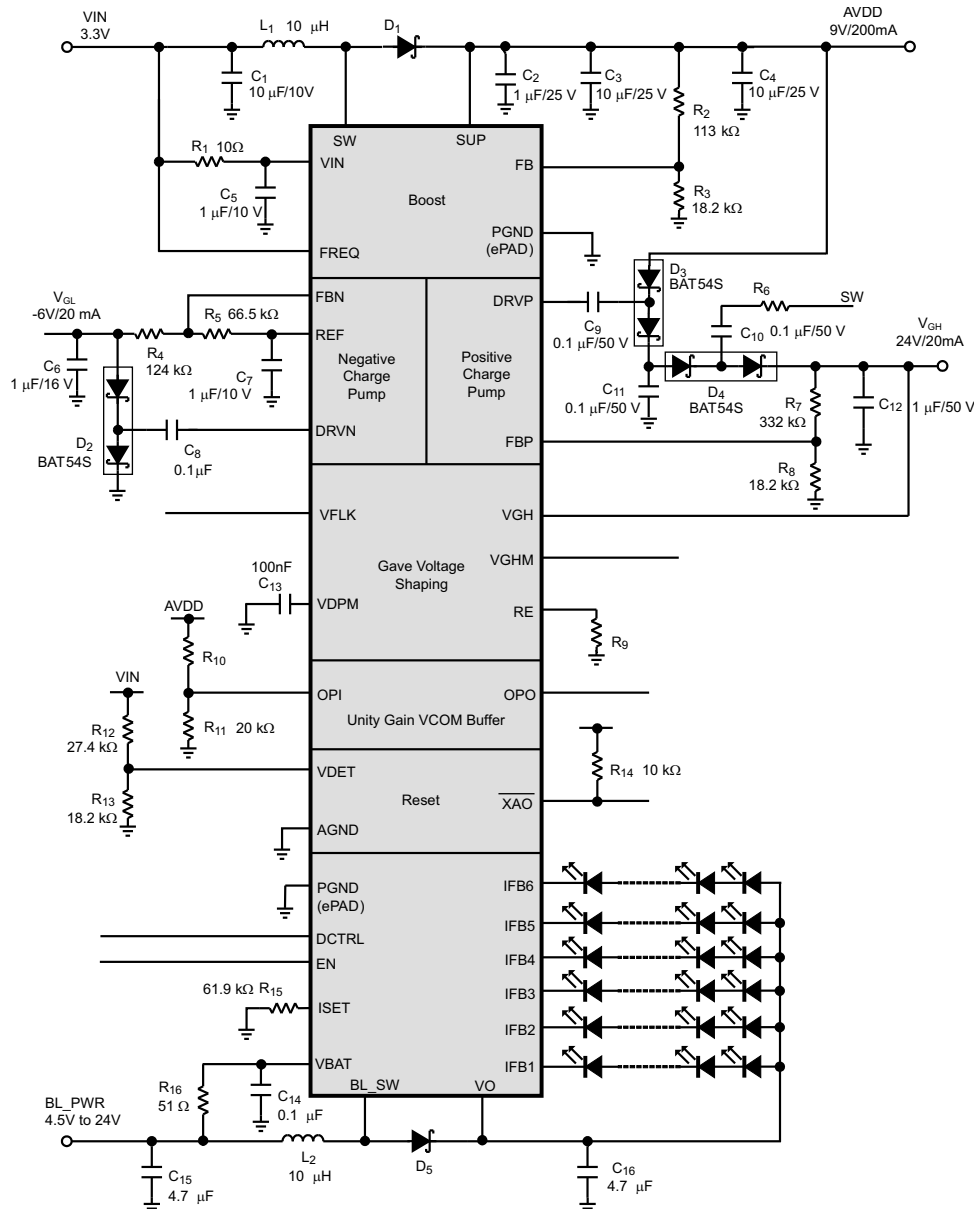 VIN
3.3V
L1 10 μH
D1
AVDD
9V/200mA
C1
10 μF/10V
C2
1 μF/25 V
C3
10 μF/25 V
R2
113 kΩ
C4
10 μF/25 V
SW
SUP
R1 10Ω
VIN
FB
C5
1 μF/10 V
R3
18.2 kΩ
Boost
PGND
(ePAD)
FREQ
D3
BAT54S
FBN
DRVP
R6
SW
VGL
-6V/20 mA
R5 66.5 kΩ
REF
C9
0.1 μF/50 V
C10
0.1 μF/50 V
VGH
24V/20mA
R4
124 kΩ
C6
1 μF/16 V
C7
1 μF/10 V
Negative
Charge
Pump
Positive
Charge
Pump
C11
0.1 μF/50 V
D4
BAT54S
R7
332 kΩ
C12
1 μF/50 V
D2
BAT54S
C8
0.1μF
DRVN
FBP
R8
18.2 kΩ
VFLK
VGH
Gave Voltage
Shaping
VGHM
100nF
C13
VDPM
RE
R9
AVDD
R10
VIN
OPI
OPO
R11 20 kΩ
Unity Gain VCOM Buffer
R12
27.4 kΩ
VDET
R14 10 kΩ
R13
18.2 kΩ
Reset
XAO
AGND
PGND
(ePAD)
IFB6
DCTRL
IFB5
EN
IFB4
61.9 kΩ R15
ISET
IFB3
IFB2
VBAT
IFB1
R16
51 Ω
C14
0.1 μF
BL_SW
VO
BL_PWR
4.5V to 24V
L2
10 μH
D5
C15
4.7 μF
C16
4.7 μF